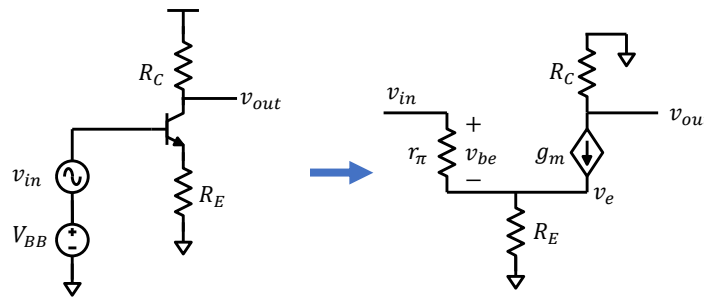 R_C
v_out
v_in
R_E
V_BB
+
−
R_C
v_in
v_ou
+
r_π
v_be
g_m
−
v_e
R_E